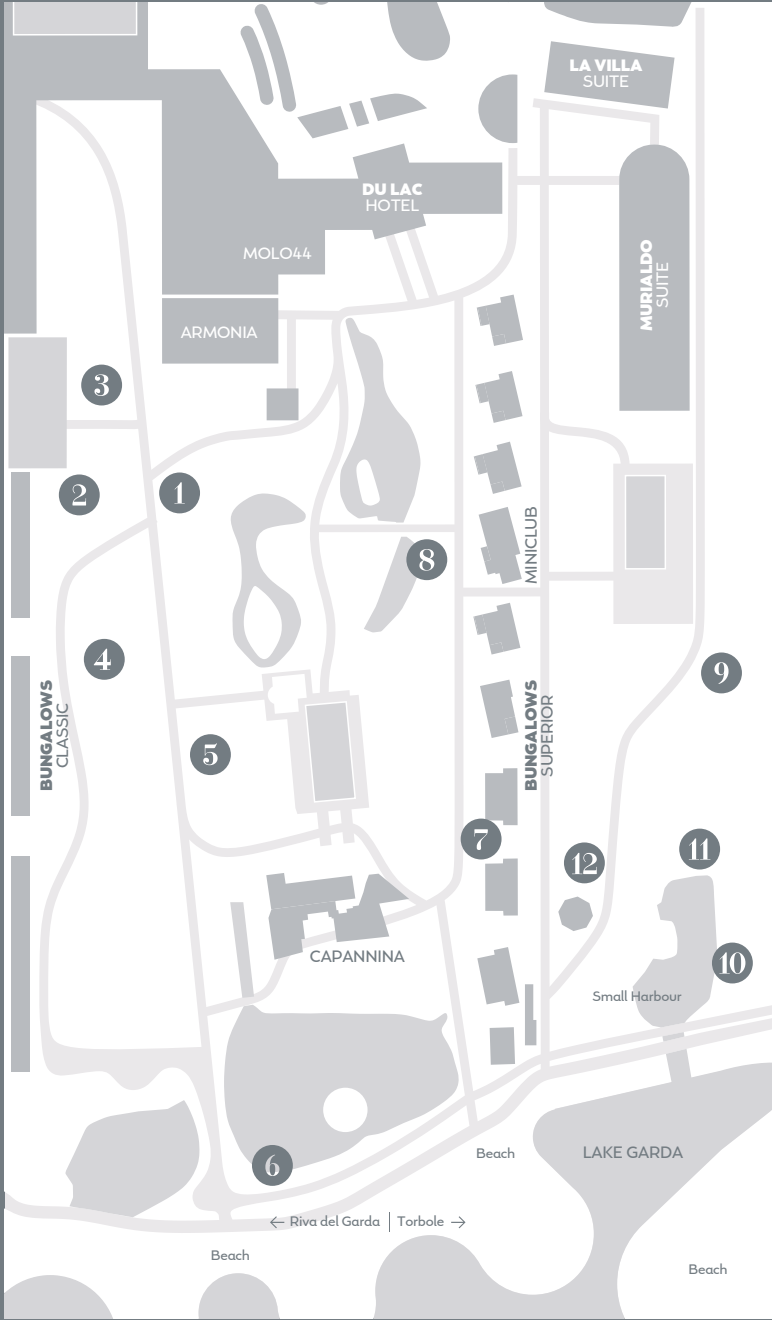 LA VILLA
SUITE
DU LAC
HOTEL
MURIALDO
SUITE
MOLO44
ARMONIA
3
2
1
MINICLUB
8
4
9
BUNGALOWS
CLASSIC
BUNGALOWS
SUPERIOR
5
7
11
12
CAPANNINA
10
Small Harbour
6
Beach
LAKE GARDA
← Riva del Garda | Torbole →
Beach
Beach